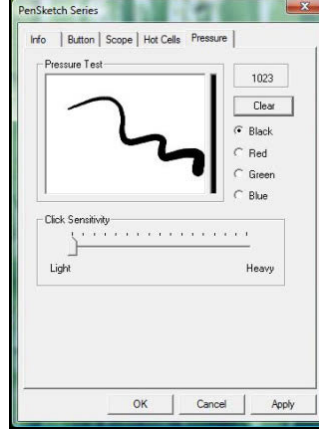 PenSketch Series
Info Button Scope Hot Cells Pressure
Pressure Test
1023
Clear
Black
Red
Green
Blue
Click Sensitivity
Light Heavy
OK Cancel Apply